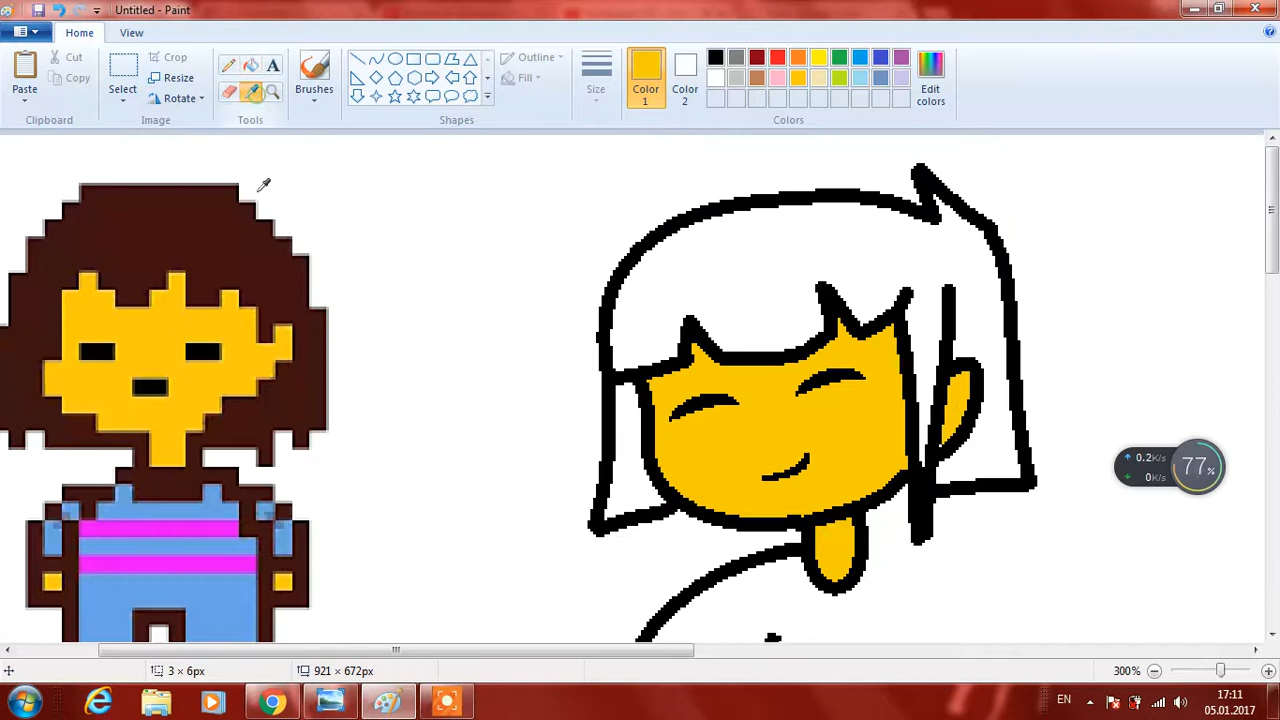 Untitled - Paint
Home View
Paste
Cut
Copy
Clipboard
Select
Crop
Resize
Rotate
Image
A
Tools
Brushes
Outline
Fill
Shapes
Size
Color 1
Color 2
Edit colors
Colors
0.2K/s
0K/s
77%
3 × 6px
921 × 672px
300%
EN
17:11
05.01.2017